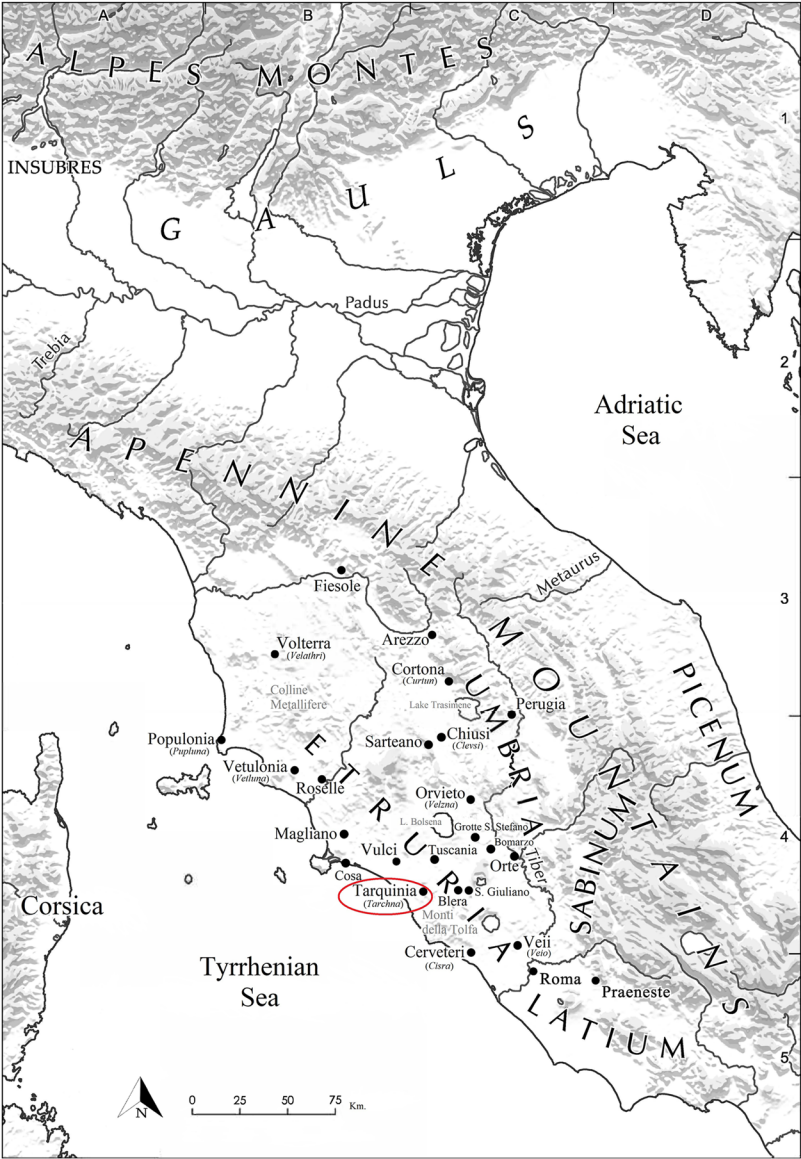 A
B
C
D
ALPES MONTES
1
INSUBRES
GAULS
Padus
Trebia
2
Adriatic
Sea
APENNINE
MOUNTAINS
Metaurus
Fiesole
3
Volterra
(Velathri)
Arezzo
Cortona
(Curtun)
UMBRIA
PICENUM
Colline
Metallifere
Lake Trasimene
Perugia
Populonia
(Pupluna)
Chiusi
(Clevsi)
Sarteano
ETRURIA
Vetulonia
(Vetluna)
Roselle
Orvieto
(Velzna)
L. Bolsena
Grotte S. Stefano
4
Magliano
Bomarzo
Vulci
Tuscania
Orte
Tiber
SABINUM
Cosa
Tarquinia
(Tarchna)
Blera
S. Giuliano
Corsica
Monti
della Tolfa
Veii
(Veio)
Cerveteri
(Cisra)
Tyrrhenian
Sea
Roma
Praeneste
LATIUM
5
N
0
25
50
75
Km.